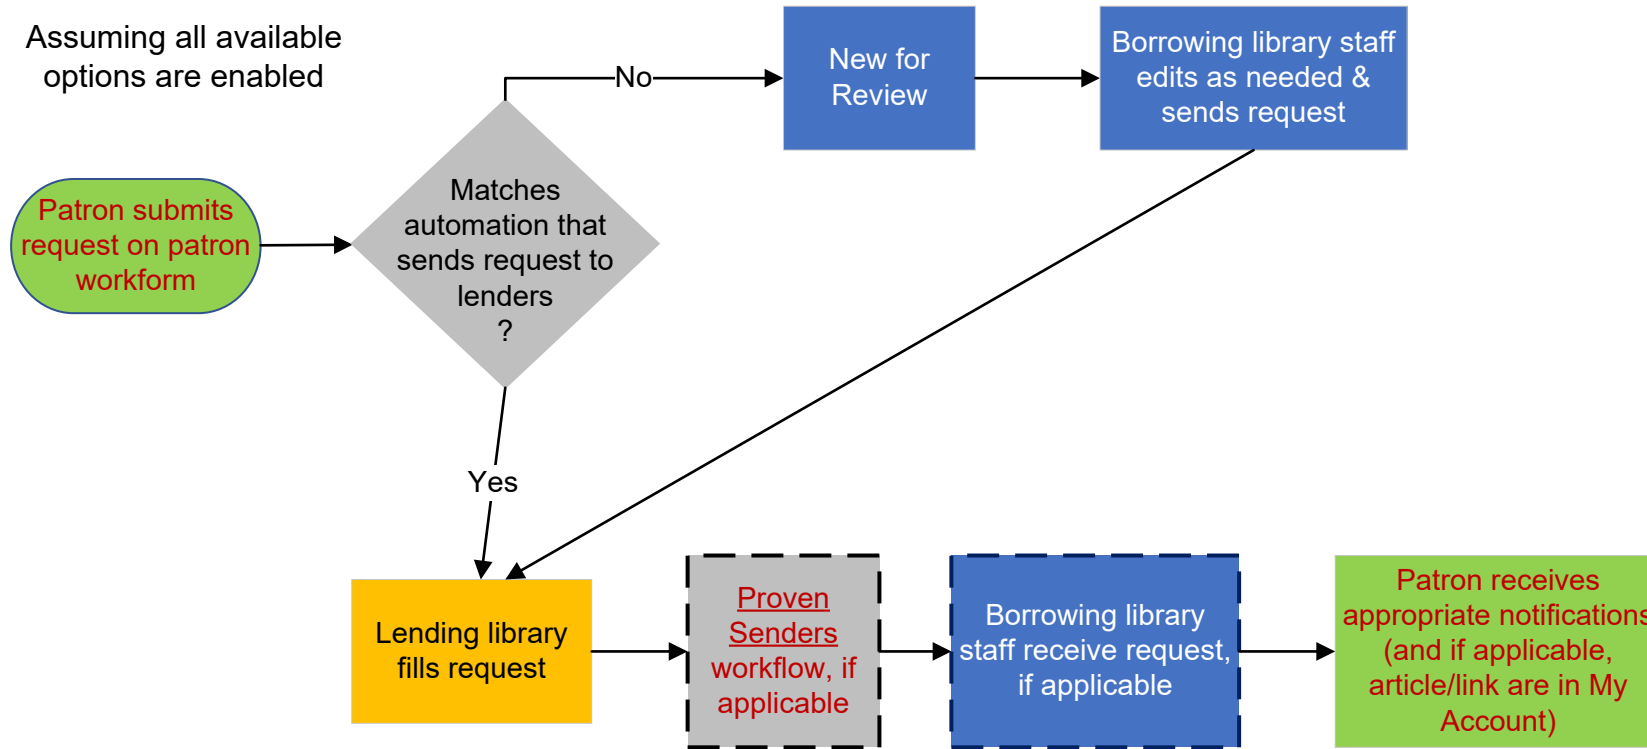 Assuming all available
options are enabled
No
New for
Review
Borrowing library staff
edits as needed &
sends request
Patron submits
request on patron
workform
Matches
automation that
sends request to
lenders
?
Yes
Lending library
fills request
Proven
Senders
workflow, if
applicable
Borrowing library
staff receive request,
if applicable
Patron receives
appropriate notifications
(and if applicable,
article/link are in My
Account)